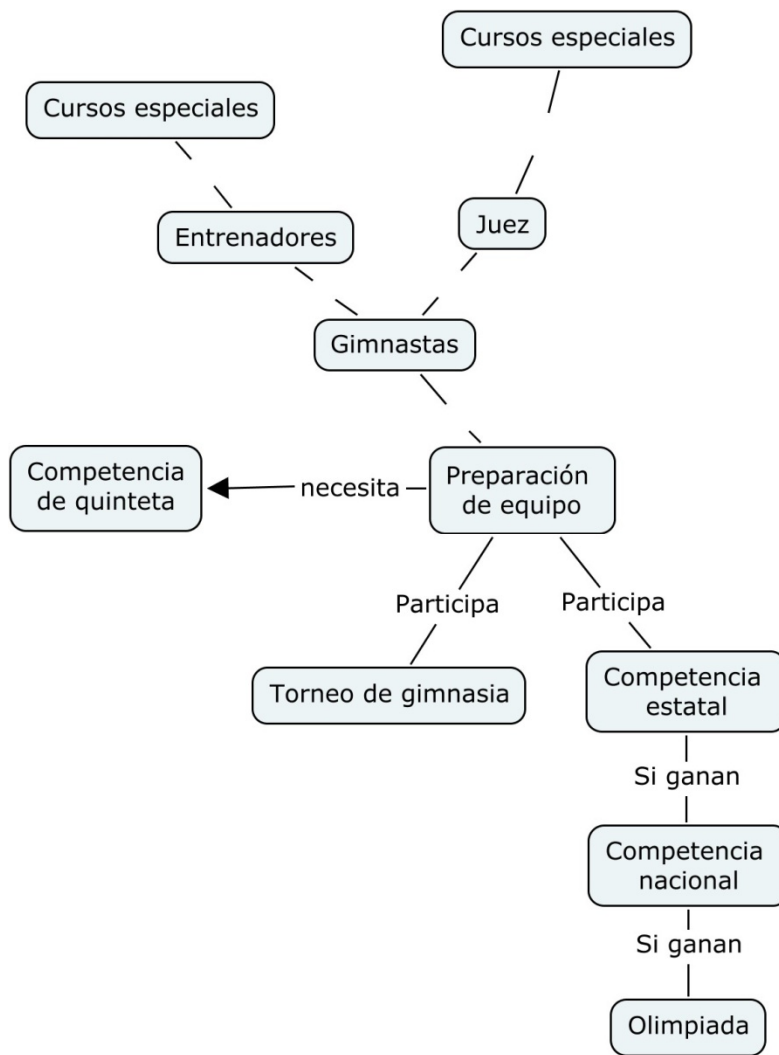 Cursos especiales
Cursos especiales
Entrenadores
Juez
Gimnastas
Competencia
de quinteta
necesita
Preparación
de equipo
Participa
Participa
Torneo de gimnasia
Competencia
estatal
Si ganan
Competencia
nacional
Si ganan
Olimpiada